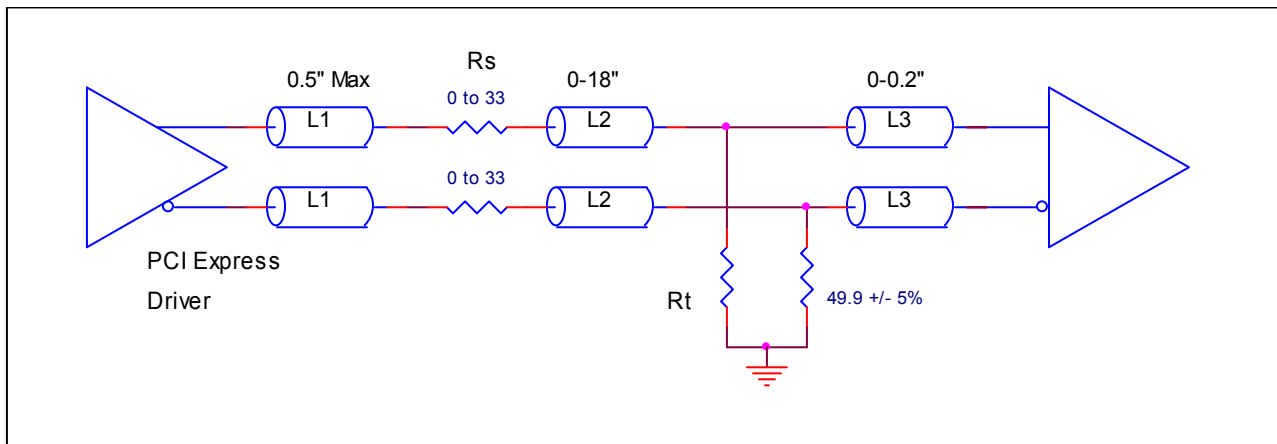 Rs
0.5" Max
0-18"
0-0.2"
0 to 33
L1
L2
L3
0 to 33
L1
L2
L3
PCI Express
Driver
Rt
49.9 +/- 5%